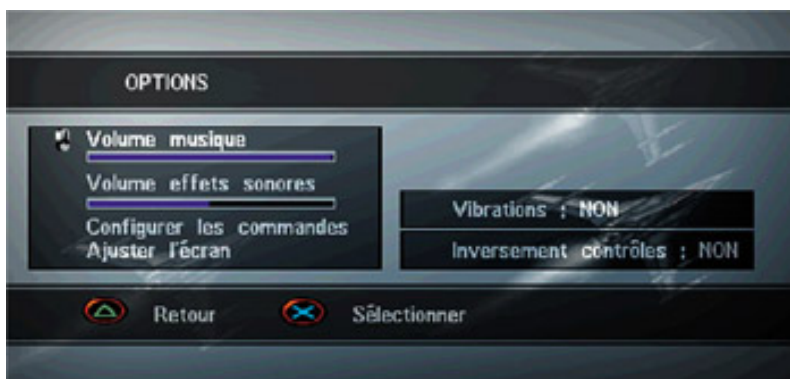 OPTIONS
Volume musique
Volume effets sonores
Configurer les commandes
Ajuster l'écran
Vibrations : NON
Inversement contrôles : NON
Retour
Sélectionner